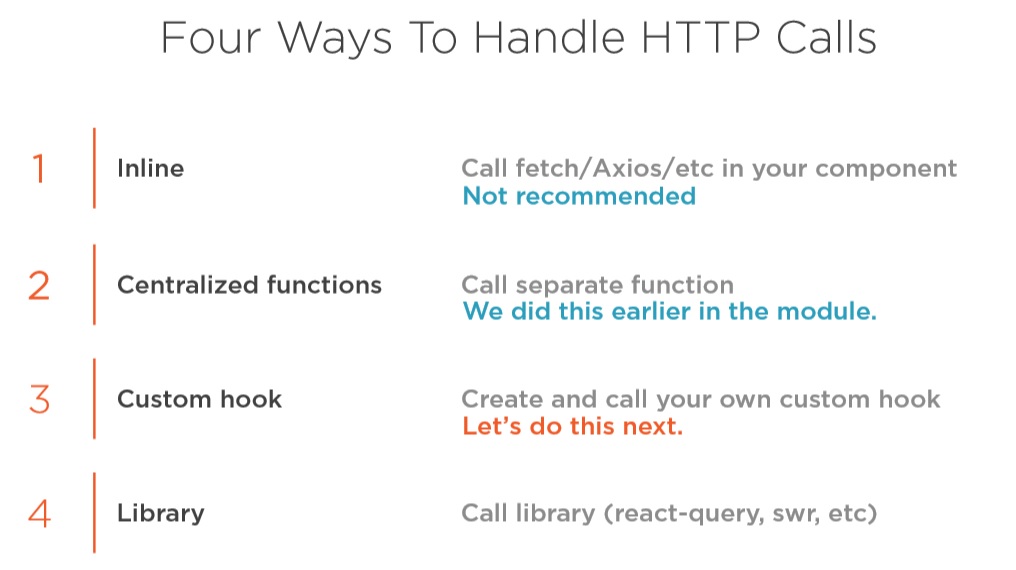 Four Ways To Handle HTTP Calls
1
Inline
Call fetch/Axios/etc in your component
Not recommended
2
Centralized functions
Call separate function
We did this earlier in the module.
3
Custom hook
Create and call your own custom hook
Let's do this next.
4
Library
Call library (react-query, swr, etc)